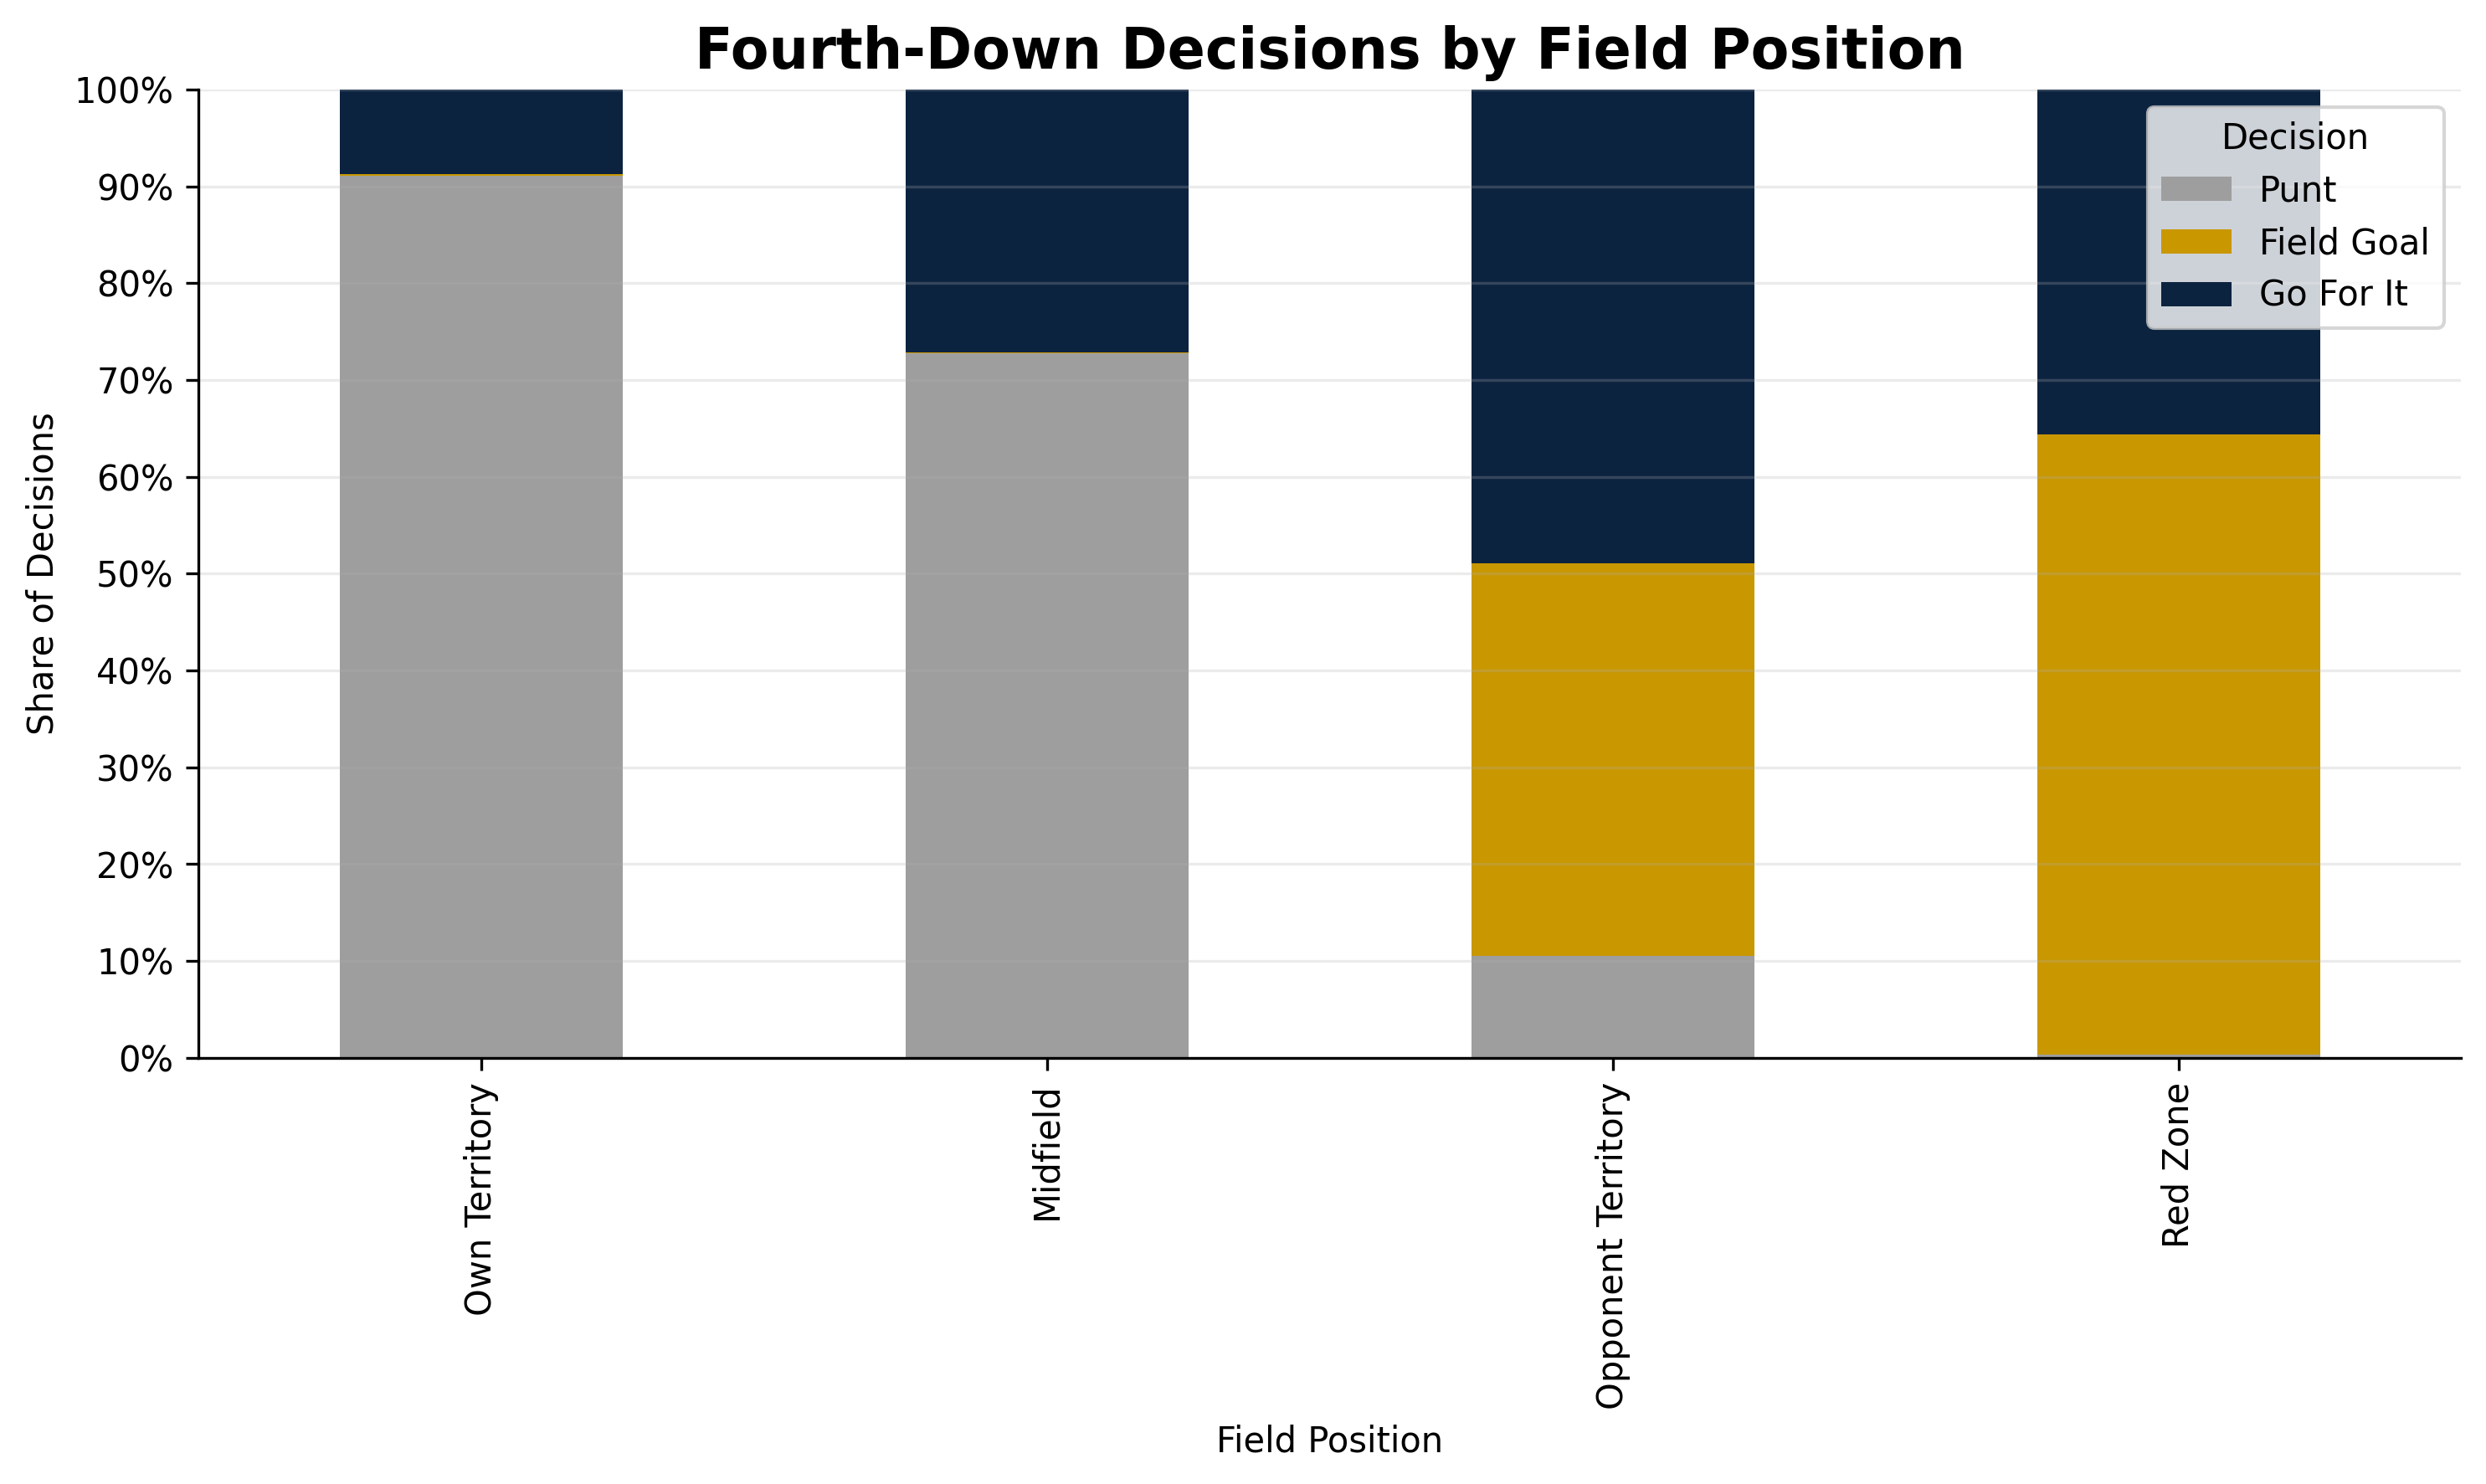 Fourth-Down Decisions by Field Position
100%
90%
80%
70%
60%
50%
40%
30%
20%
10%
0%
Share of Decisions
Decision
Punt
Field Goal
Go For It
Own Territory
Midfield
Opponent Territory
Red Zone
Field Position